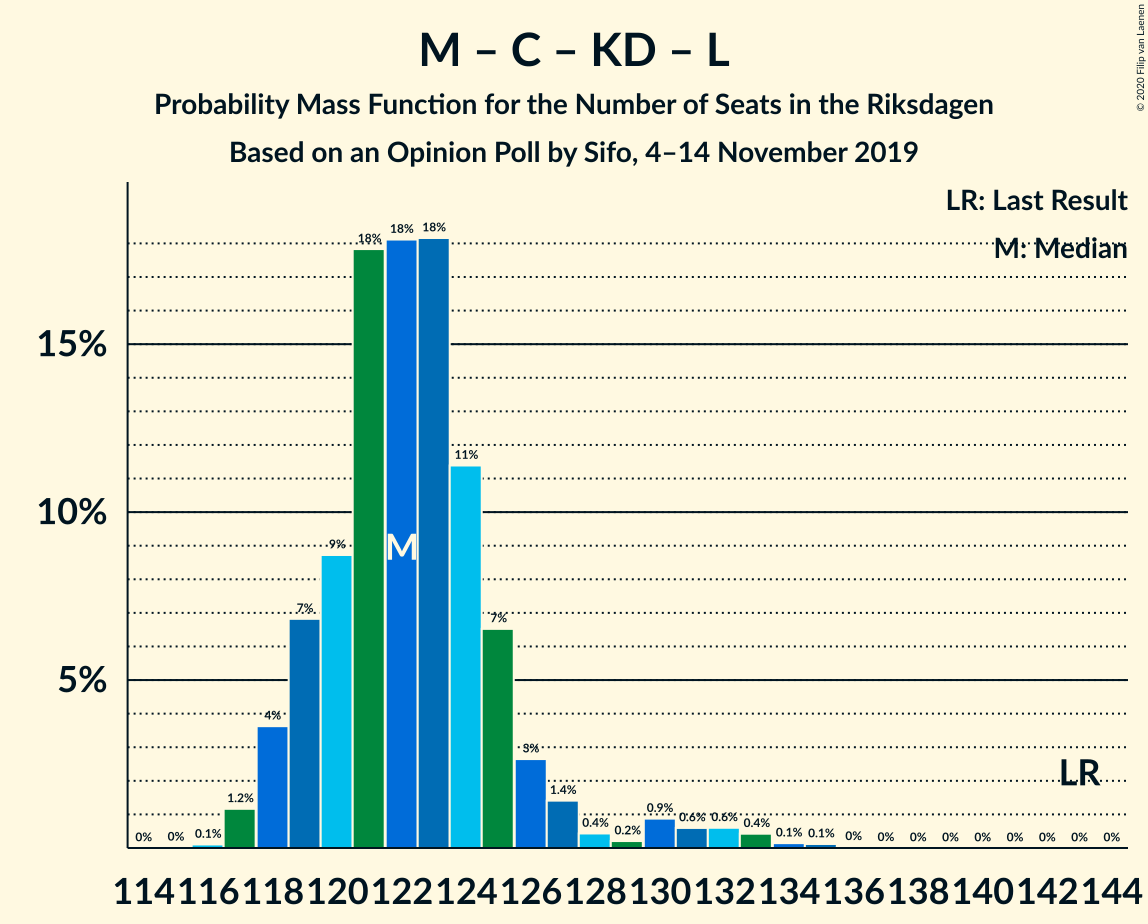 M – C – KD – L
Probability Mass Function for the Number of Seats in the Riksdagen
Based on an Opinion Poll by Sifo, 4–14 November 2019
© 2020 Filip van Laenen
LR: Last Result
M: Median
15%
10%
5%
0% 0% 0.1% 1.2% 4% 7% 9% 18% 18% 18% 11% 7% 3% 1.4% 0.4% 0.2% 0.9% 0.6% 0.6% 0.4% 0.1% 0.1% 0% 0% 0% 0% 0% 0% 0% 0% 0%
M
LR
114 116 118 120 122 124 126 128 130 132 134 136 138 140 142 144